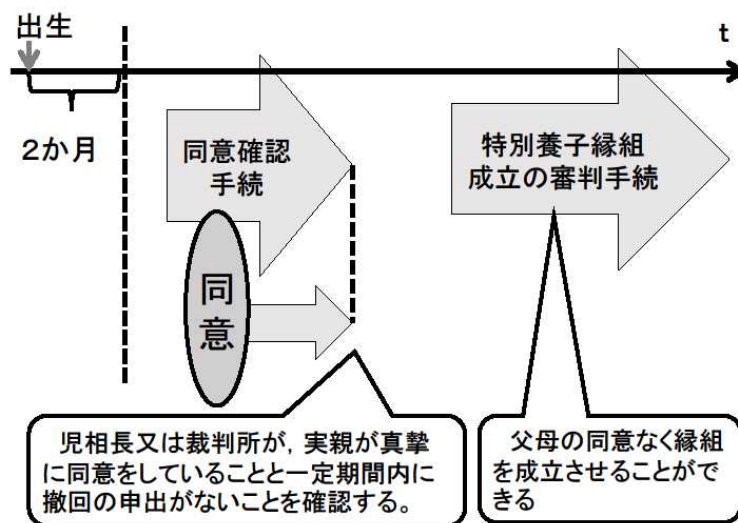 出生
t
2か月
同意確認
手続
特別養子縁組
成立の審判手続
同意
児相長又は裁判所が，実親が真摯
に同意をしていることと一定期間内に
撤回の申出がないことを確認する。
父母の同意なく縁組
を成立させることがで
きる